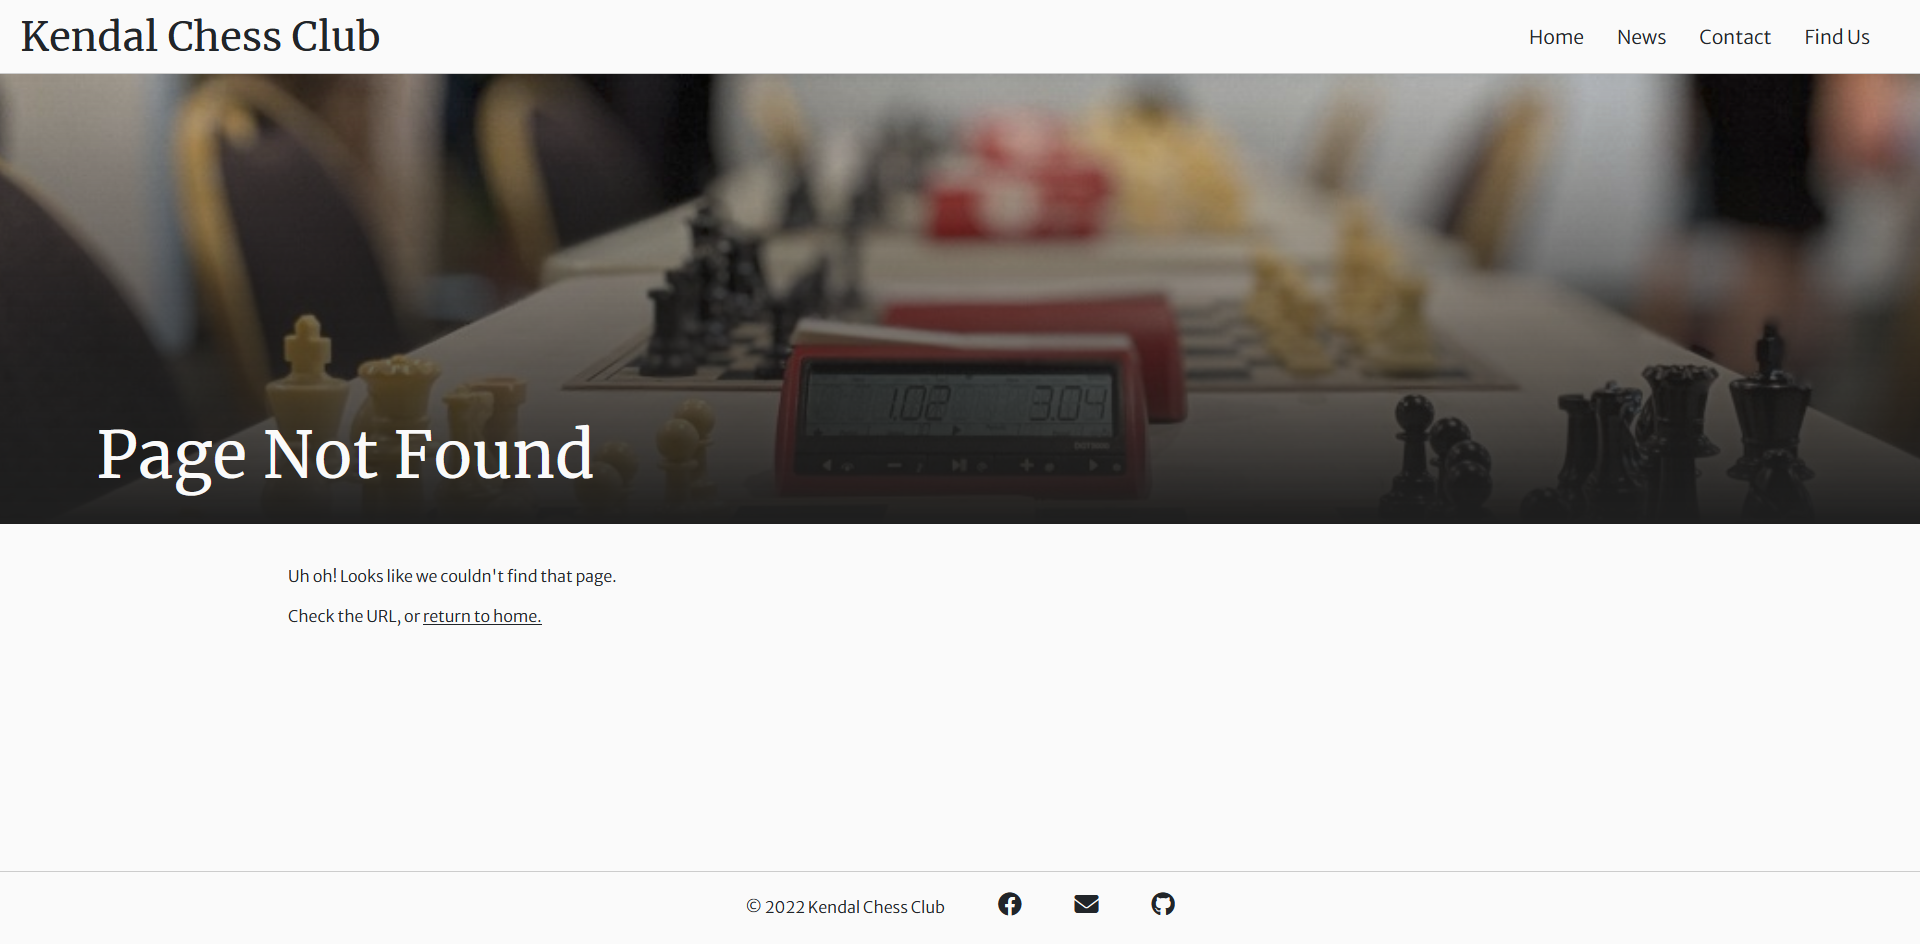 Kendal Chess Club
Home News Contact Find Us
1.02 3.04
Page Not Found
Uh oh! Looks like we couldn't find that page.
Check the URL, or return to home.
© 2022 Kendal Chess Club